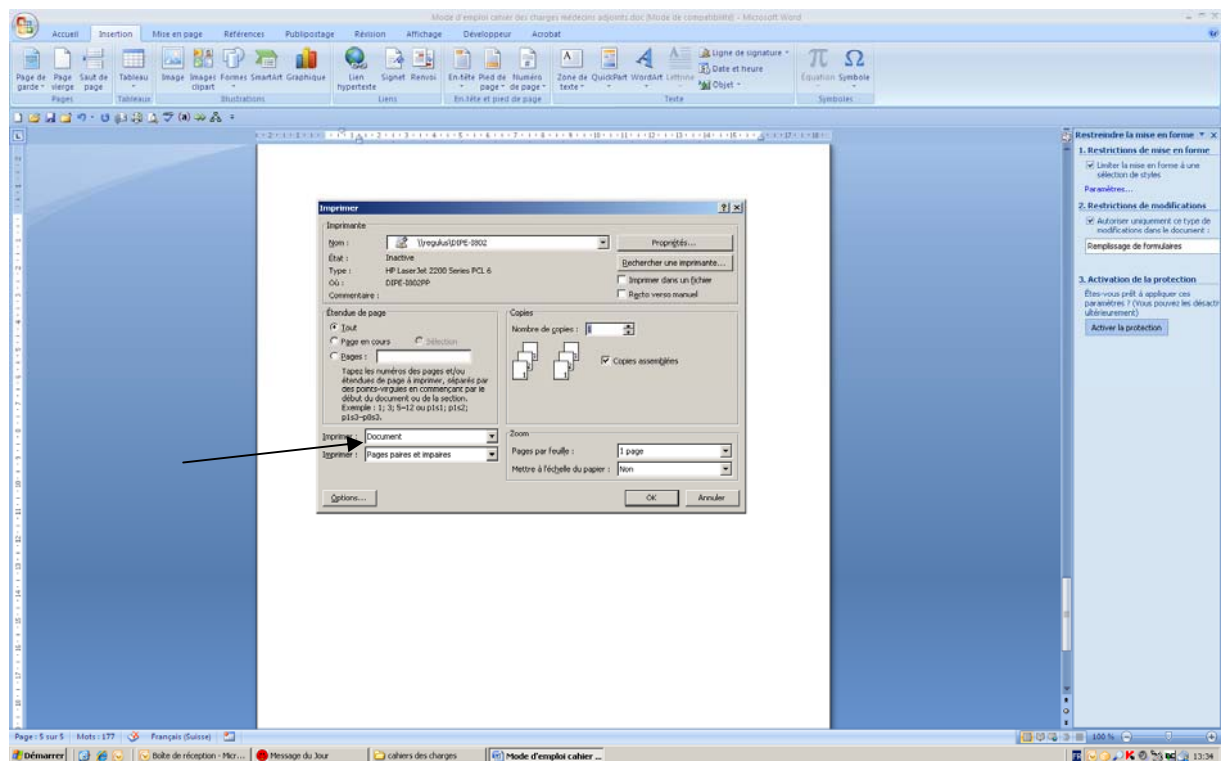 Mode d'emploi cahier des charges médecins adjoints.doc [Mode de compatibilité] - Microsoft Word
Accueil Insertion Mise en page Références Publipostage Révision Affichage Développeur Acrobat
Page de garde Page vierge Saut de page Tableau Image Images clipart Formes SmartArt Graphique Lien hypertexte Signet Renvoi En-tête Pied de page Numéro de page Zone de texte QuickPart WordArt Lettrine Équation Symbole
Ligne de signature
Date et heure
Objet
Pages Tableaux Illustrations Liens En-tête et pied de page Texte Symboles
Imprimer
Imprimante
Nom : \\regulus\DIPE-0802 Propriétés...
État : Inactive
Rechercher une imprimante...
Type : HP LaserJet 2200 Series PCL 6
Où : DIPE-0802PP
Imprimer dans un fichier
Commentaire :
Recto verso manuel
Étendue de page
Tout
Page en cours Sélection
Pages :
Tapez les numéros des pages et/ou
étendues de page à imprimer, séparés par
des points-virgules en commençant par le
début du document ou de la section.
Exemple : 1; 3; 5–12 ou p1s1; p1s2;
p1s3–p8s3.
Copies
Nombre de copies : 1
Copies assemblées
Imprimer : Document
Imprimer : Pages paires et impaires
Zoom
Pages par feuille : 1 page
Mettre à l'échelle du papier : Non
Options... OK Annuler
Restreindre la mise en forme
1. Restrictions de mise en forme
Limiter la mise en forme à une
sélection de styles
Paramètres...
2. Restrictions de modifications
Autoriser uniquement ce type de
modifications dans le document :
Remplissage de formulaires
3. Activation de la protection
Êtes-vous prêt à appliquer ces
paramètres ? (Vous pouvez les désacti
ultérieurement)
Activer la protection
Page : 5 sur 5 Mots : 177 Français (Suisse) 100 %
Démarrer Boîte de réception - Micr... Message du Jour cahiers des charges Mode d'emploi cahier ... 13:34